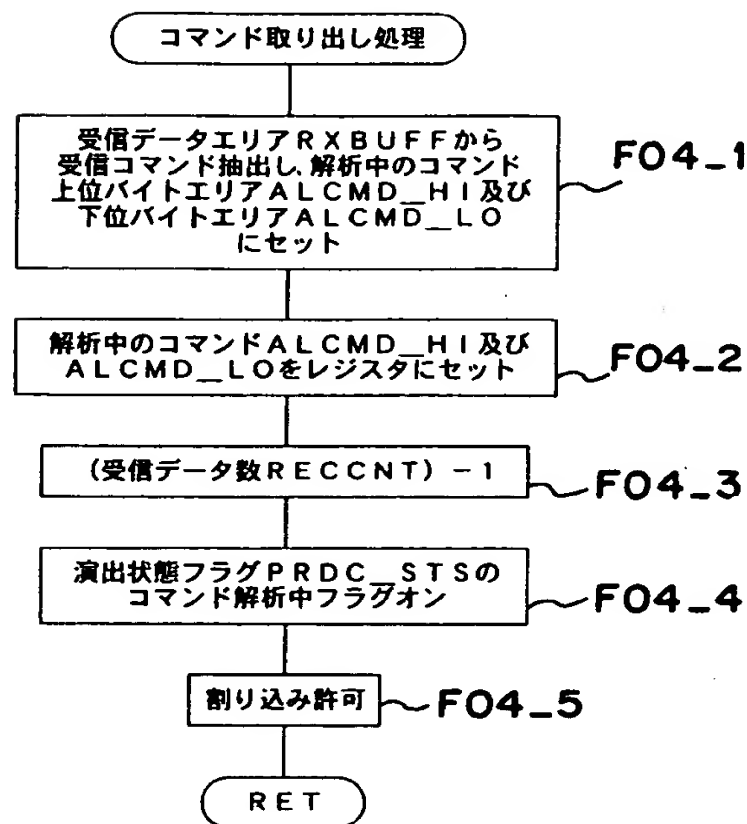 コマンド取り出し処理
受信データエリアＲＸＢＵＦＦから
受信コマンド抽出し、解析中のコマンド
上位バイトエリアＡＬＣＭＤ＿ＨＩ及び
下位バイトエリアＡＬＣＭＤ＿ＬＯ
にセット
F04_1
解析中のコマンドＡＬＣＭＤ＿ＨＩ及び
ＡＬＣＭＤ＿ＬＯをレジスタにセット
F04_2
（受信データ数ＲＥＣＣＮＴ）－１
F04_3
演出状態フラグＰＲＤＣ＿ＳＴＳの
コマンド解析中フラグオン
F04_4
割り込み許可
F04_5
ＲＥＴ